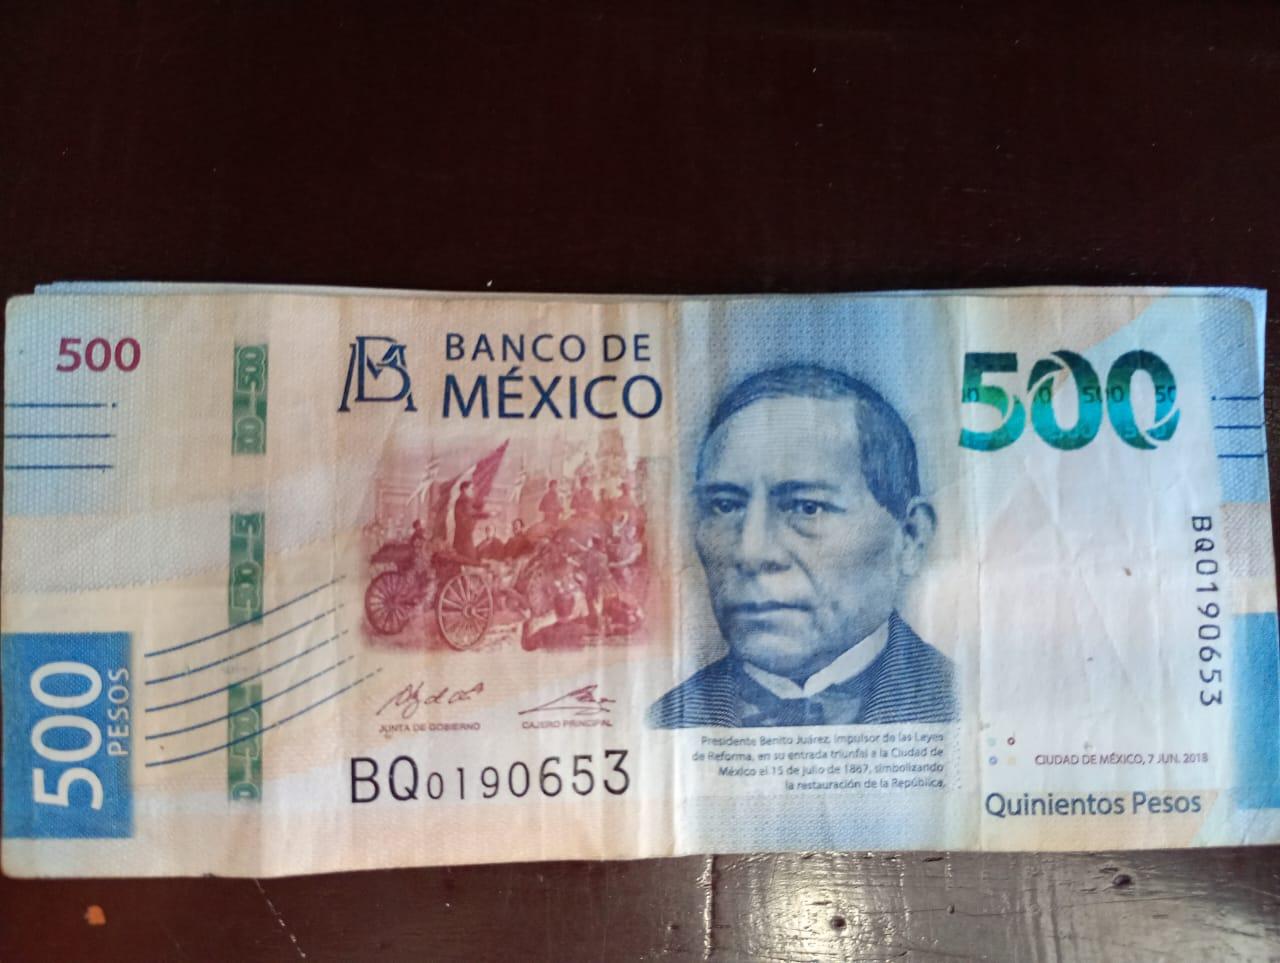 500
BM
BANCO DE
MÉXICO
500
500
PESOS
JUNTA DE GOBIERNO
CAJERO PRINCIPAL
BQ0190653
Presidente Benito Juárez, impulsor de las Leyes
de Reforma, en su entrada triunfal a la Ciudad de
México el 15 de julio de 1867, simbolizando
la restauración de la República.
BQ0190653
CIUDAD DE MÉXICO, 7 JUN. 2018
Quinientos Pesos